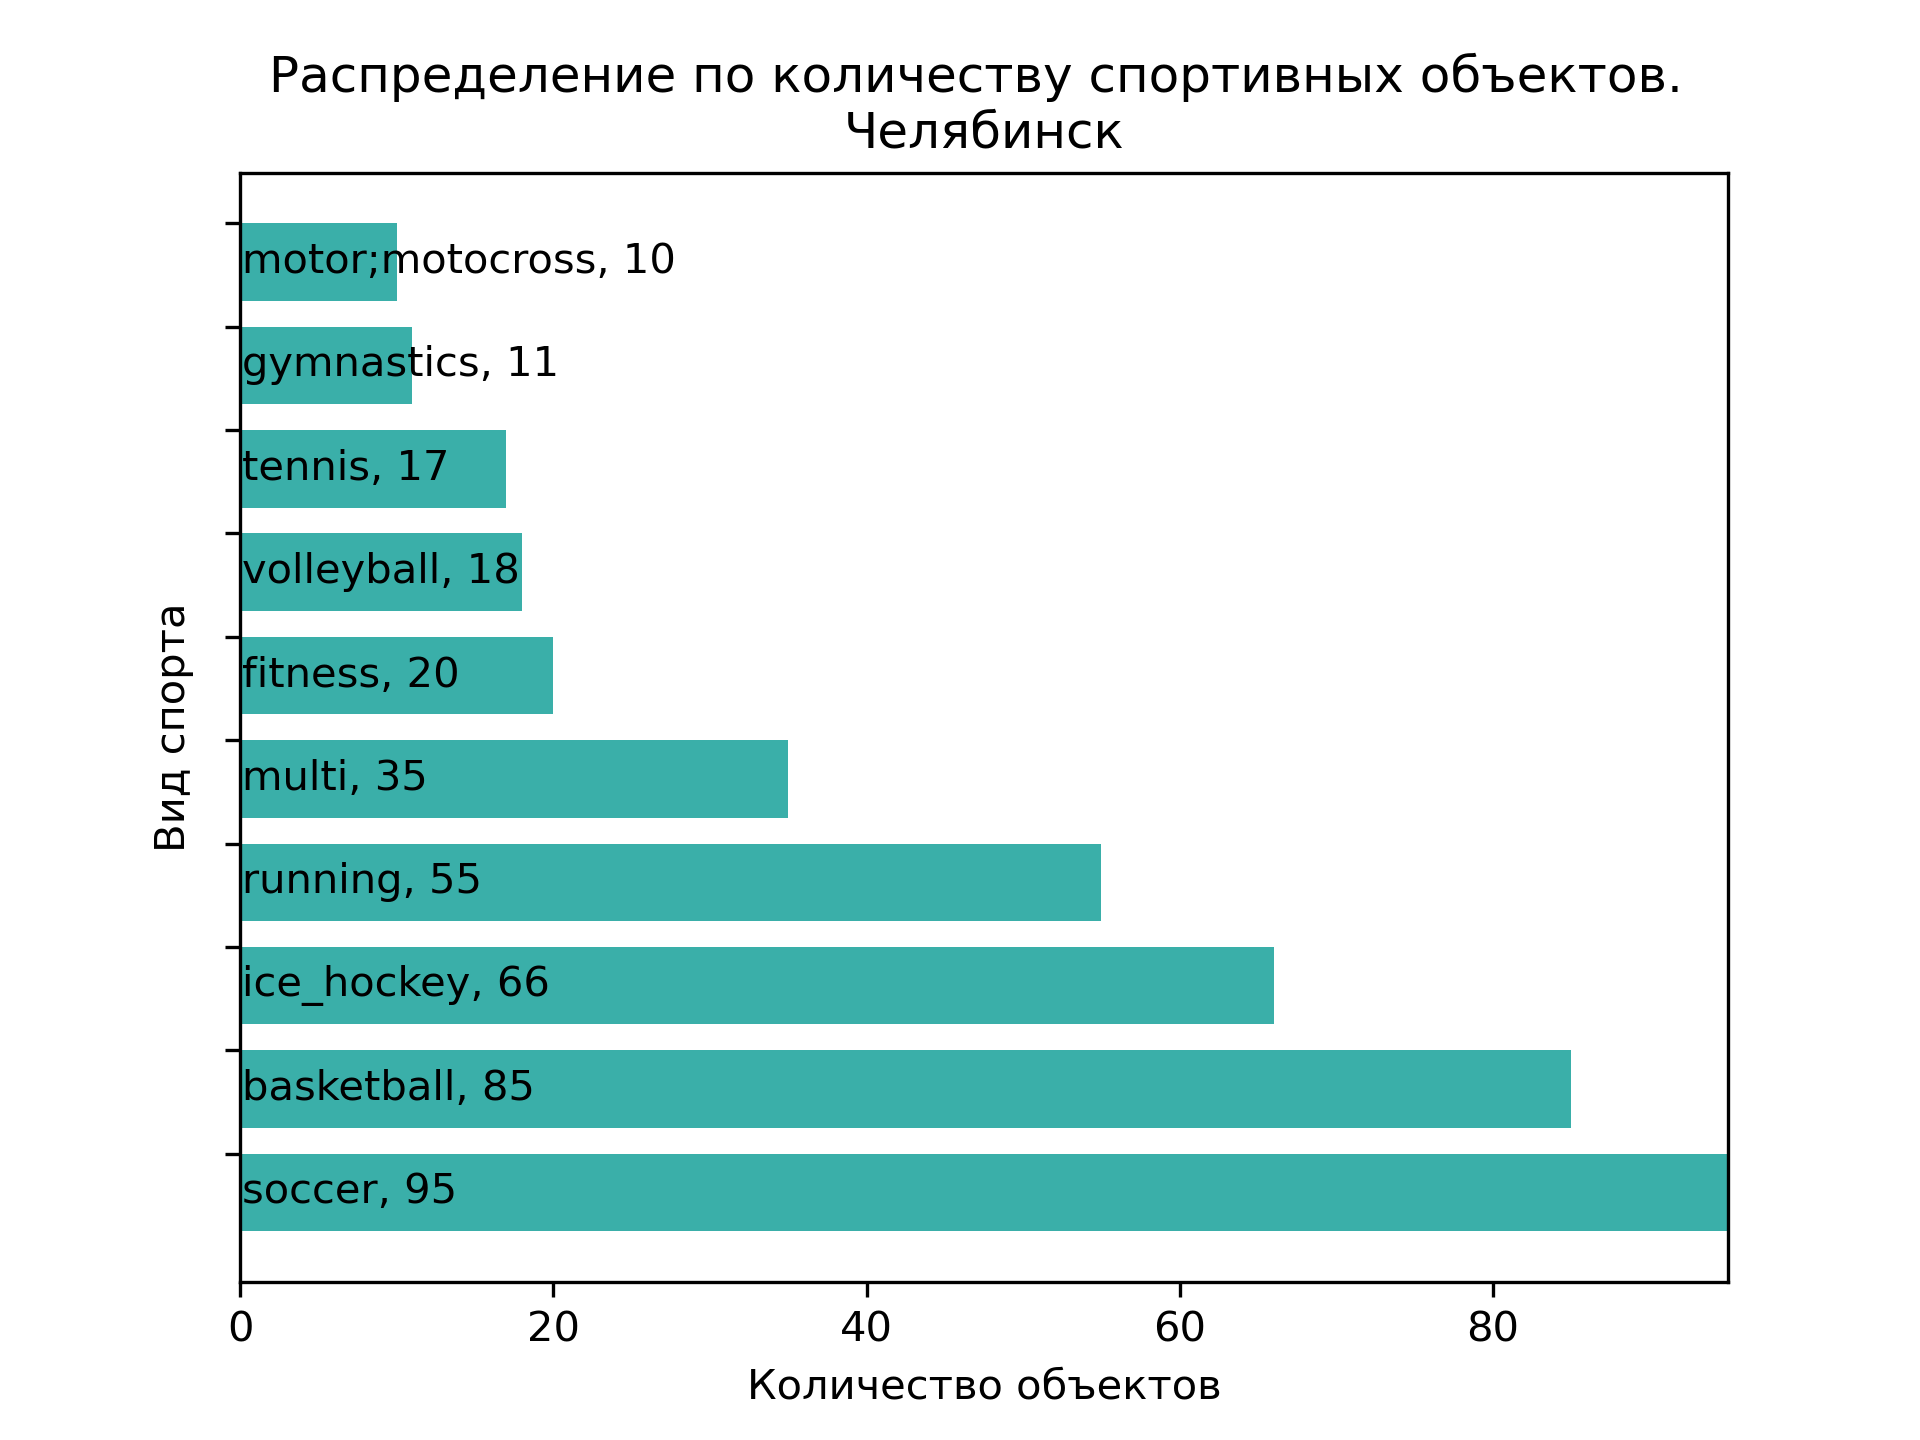 Распределение по количеству спортивных объектов.
Челябинск
motor;motocross, 10
gymnastics, 11
tennis, 17
volleyball, 18
fitness, 20
multi, 35
running, 55
ice_hockey, 66
basketball, 85
soccer, 95
Вид спорта
0 20 40 60 80
Количество объектов